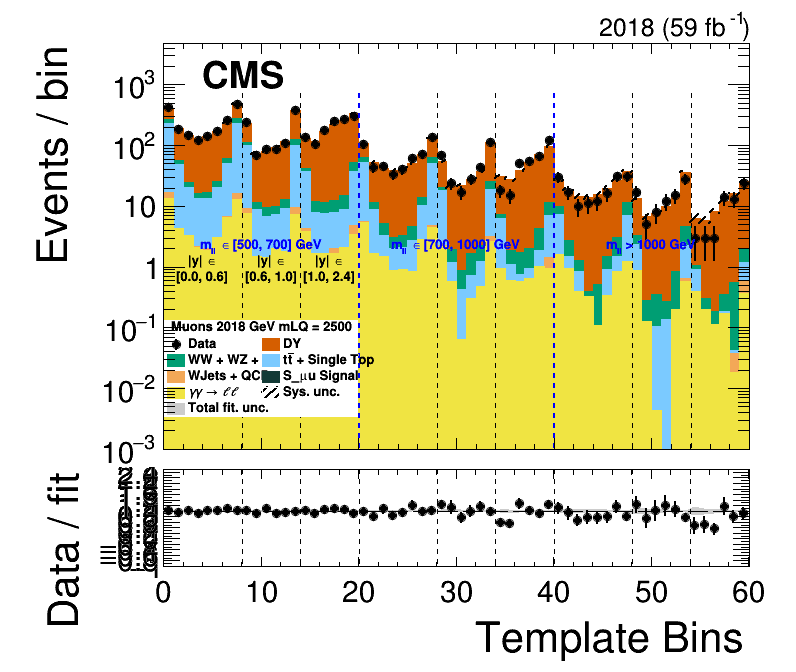 2018 (59 fb⁻¹)
CMS
Events / bin
10³
10²
10
1
10⁻¹
10⁻²
10⁻³
m_ll ∈ [500, 700] GeV
m_ll ∈ [700, 1000] GeV
m_ll > 1000 GeV
|y| ∈ |y| ∈ |y| ∈
[0.0, 0.6] [0.6, 1.0] [1.0, 2.4]
Muons 2018 GeV mLQ = 2500
Data DY
WW + WZ + tt̄ + Single Top
WJets + QC S_μu Signal
γγ → ℓℓ Sys. unc.
Total fit. unc.
Data / fit
0 10 20 30 40 50 60
Template Bins